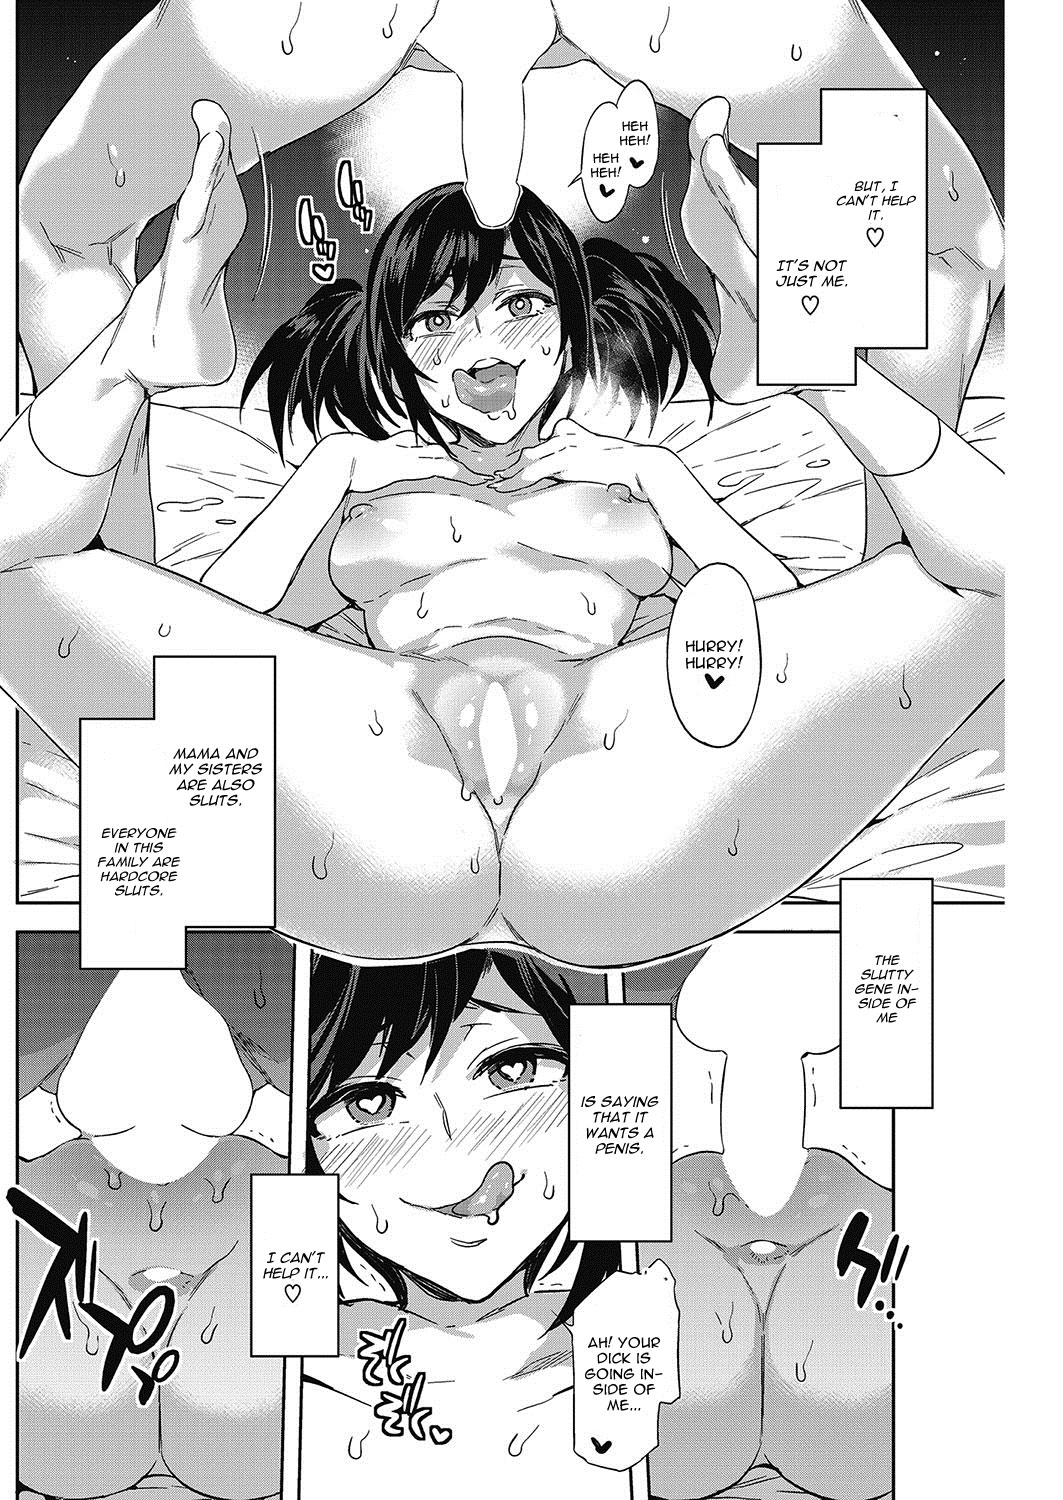 BUT, I
CAN'T HELP
IT.
♡
IT'S NOT
JUST ME.
♡
HEH
HEH!
♥
HEH
HEH!
♥
HURRY!
HURRY!
♥
MAMA AND
MY SISTERS
ARE ALSO
SLUTS.
EVERYONE
IN THIS
FAMILY ARE
HARDCORE
SLUTS.
THE
SLUTTY
GENE IN-
SIDE OF
ME
IS SAYING
THAT IT
WANTS A
PENIS.
AH! YOUR
DICK IS
GOING IN-
SIDE OF
ME...
♥
I CAN'T
HELP IT...
♡